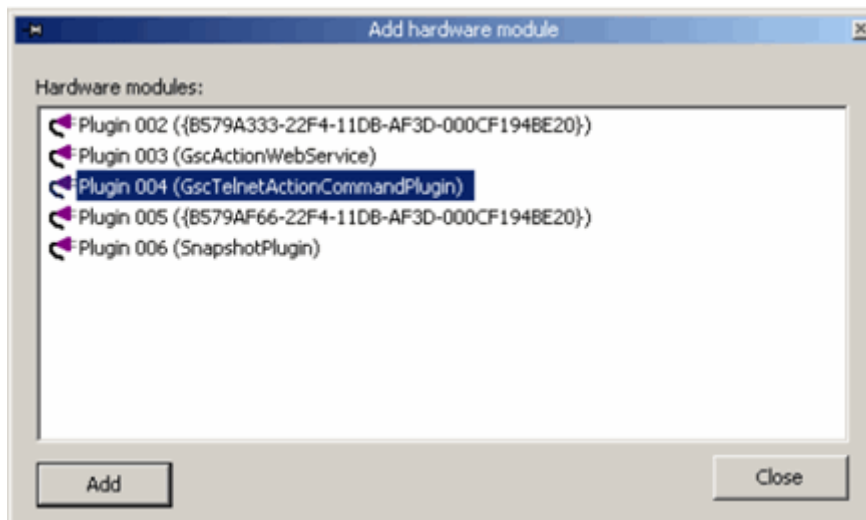 Add hardware module
Hardware modules:
Plugin 002 ({B579A333-22F4-11DB-AF3D-000CF194BE20})
Plugin 003 (GscActionWebService)
Plugin 004 (GscTelnetActionCommandPlugin)
Plugin 005 ({B579AF66-22F4-11DB-AF3D-000CF194BE20})
Plugin 006 (SnapshotPlugin)
Add
Close